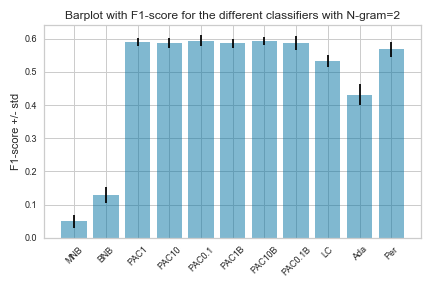 Barplot with F1-score for the different classifiers with N-gram=2
F1-score +/- std
0.6
0.5
0.4
0.3
0.2
0.1
0.0
MNB
BNB
PAC1
PAC10
PAC0.1
PAC1B
PAC10B
PAC0.1B
LC
Ada
Per